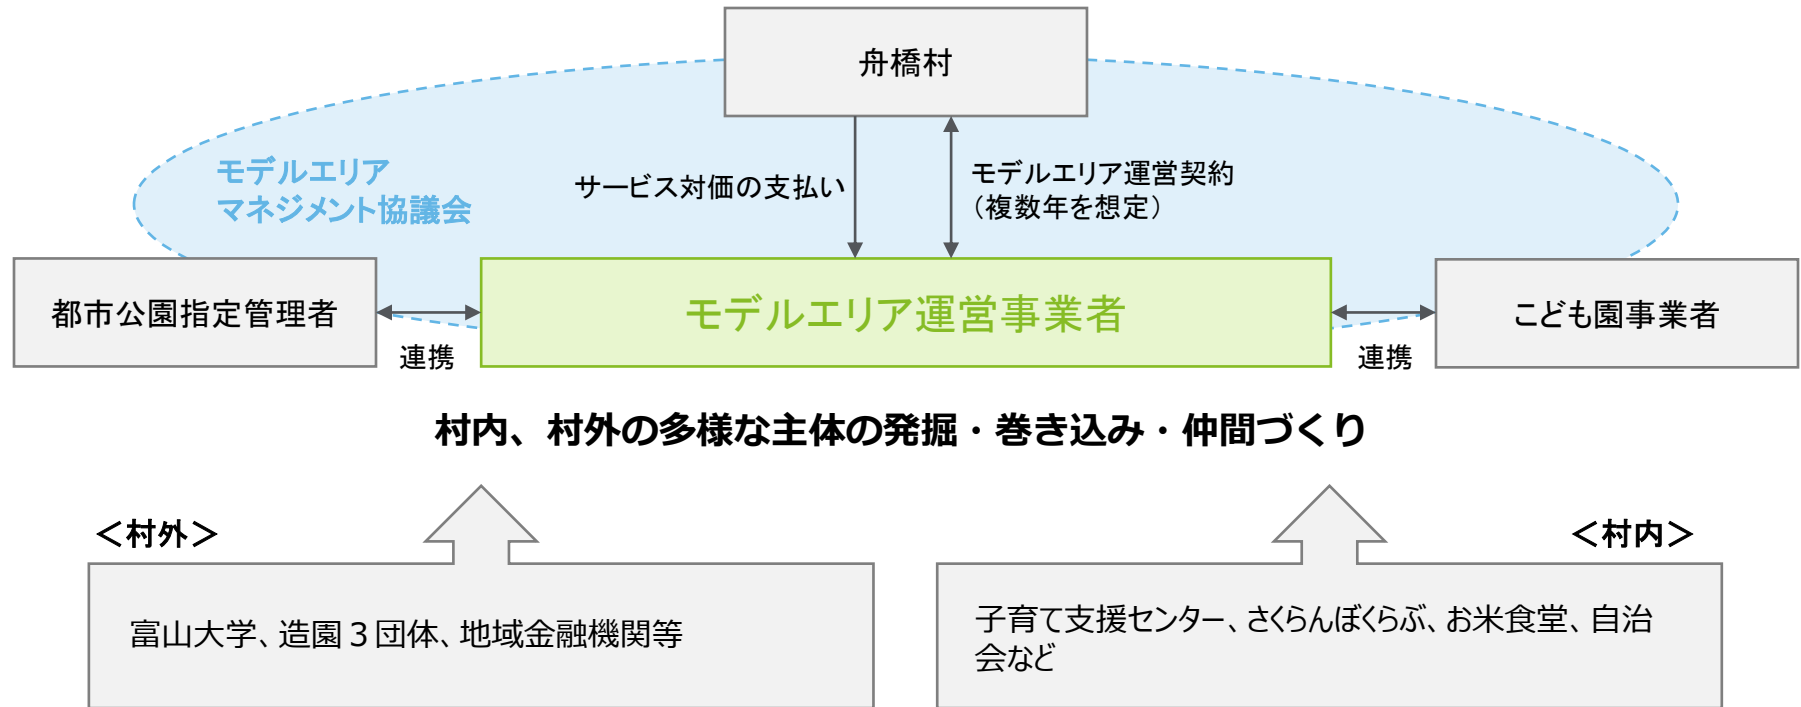 舟橋村
モデルエリア
マネジメント協議会
サービス対価の支払い
モデルエリア運営契約
（複数年を想定）
都市公園指定管理者
連携
モデルエリア運営事業者
連携
こども園事業者
村内、村外の多様な主体の発掘・巻き込み・仲間づくり
＜村外＞
富山大学、造園３団体、地域金融機関等
＜村内＞
子育て支援センター、さくらんぼくらぶ、お米食堂、自治
会など